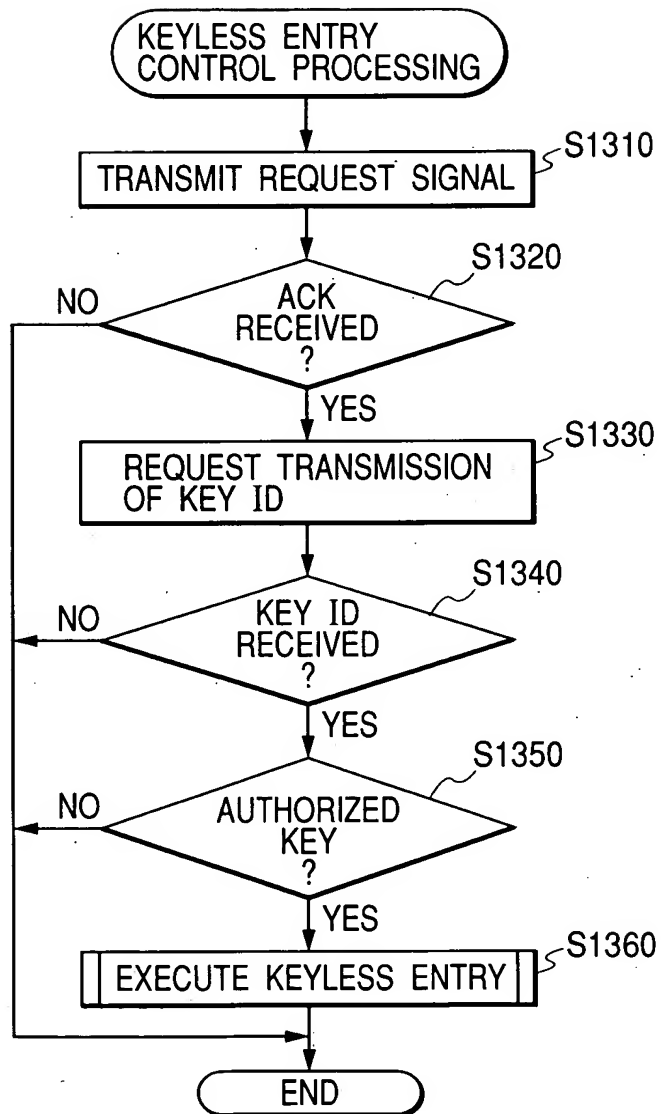 KEYLESS ENTRY
CONTROL PROCESSING
S1310
TRANSMIT REQUEST SIGNAL
S1320
NO
ACK
RECEIVED
?
YES
S1330
REQUEST TRANSMISSION
OF KEY ID
S1340
NO
KEY ID
RECEIVED
?
YES
S1350
NO
AUTHORIZED
KEY
?
YES
S1360
EXECUTE KEYLESS ENTRY
END